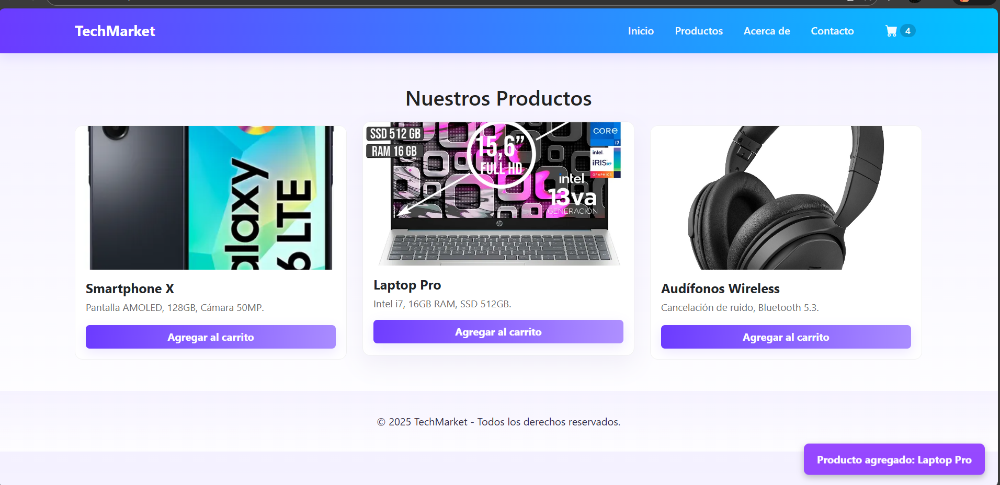 TechMarket
Inicio
Productos
Acerca de
Contacto
4
Nuestros Productos
alaxy
6 LTE
SSD 512 GB
RAM 16 GB
15,6”
FULL HD
CORE
i7
intel.
iRIS Xe
GRAPHICS
intel
13va
GENERACIÓN
hp
Smartphone X
Pantalla AMOLED, 128GB, Cámara 50MP.
Agregar al carrito
Laptop Pro
Intel i7, 16GB RAM, SSD 512GB.
Agregar al carrito
Audífonos Wireless
Cancelación de ruido, Bluetooth 5.3.
Agregar al carrito
© 2025 TechMarket - Todos los derechos reservados.
Producto agregado: Laptop Pro